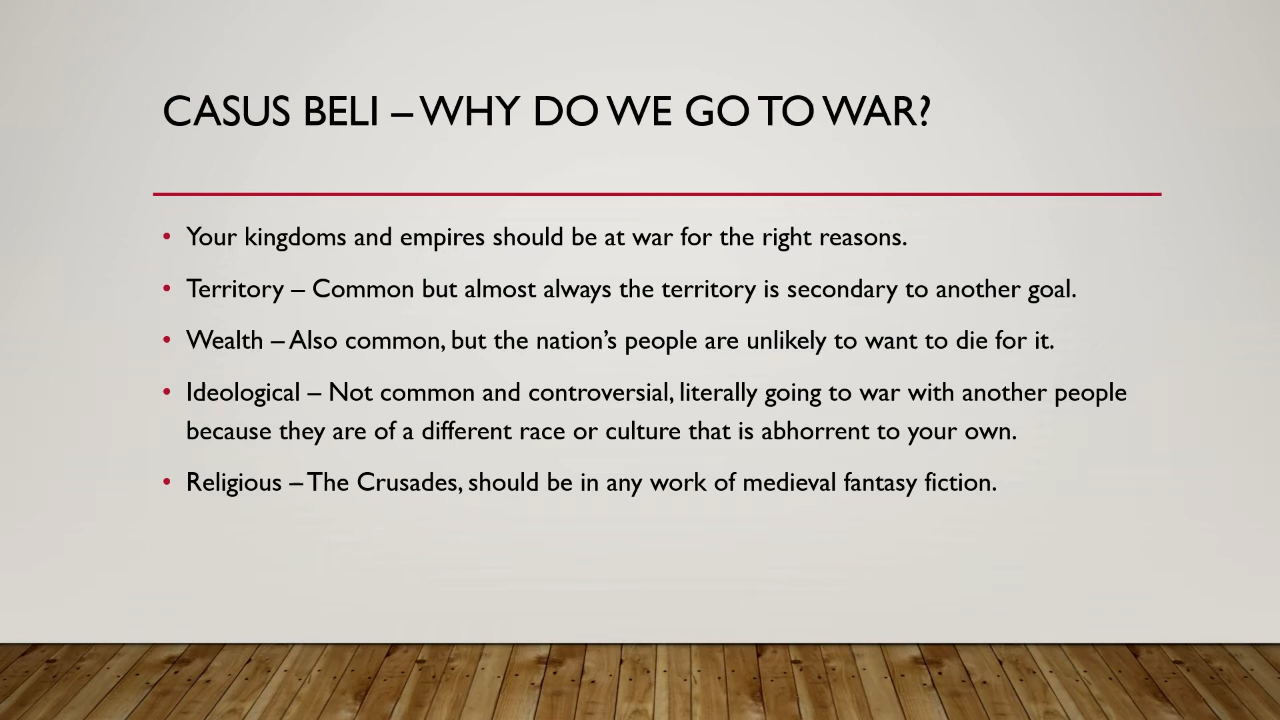 CASUS BELI – WHY DO WE GO TO WAR?
• Your kingdoms and empires should be at war for the right reasons.
• Territory – Common but almost always the territory is secondary to another goal.
• Wealth – Also common, but the nation’s people are unlikely to want to die for it.
• Ideological – Not common and controversial, literally going to war with another people
because they are of a different race or culture that is abhorrent to your own.
• Religious – The Crusades, should be in any work of medieval fantasy fiction.